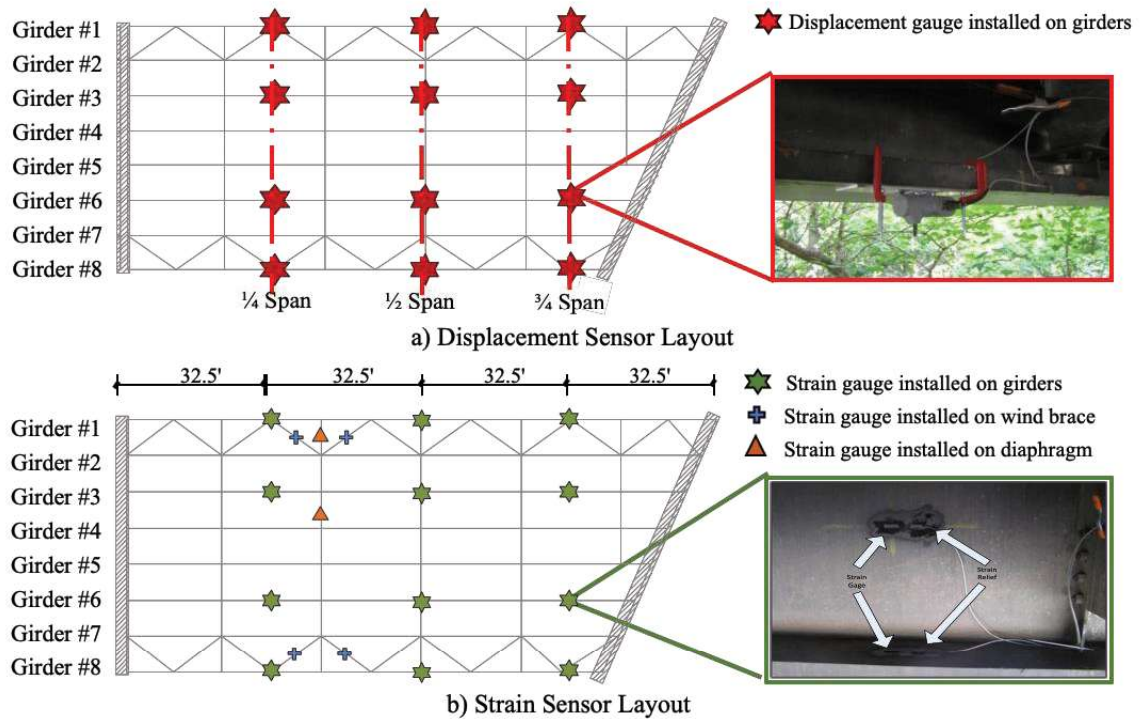 Girder #1
Girder #2
Girder #3
Girder #4
Girder #5
Girder #6
Girder #7
Girder #8
¼ Span
½ Span
¾ Span
Displacement gauge installed on girders
a) Displacement Sensor Layout
32.5'
32.5'
32.5'
32.5'
Girder #1
Girder #2
Girder #3
Girder #4
Girder #5
Girder #6
Girder #7
Girder #8
Strain gauge installed on girders
Strain gauge installed on wind brace
Strain gauge installed on diaphragm
Strain
Gage
Strain
Relief
b) Strain Sensor Layout